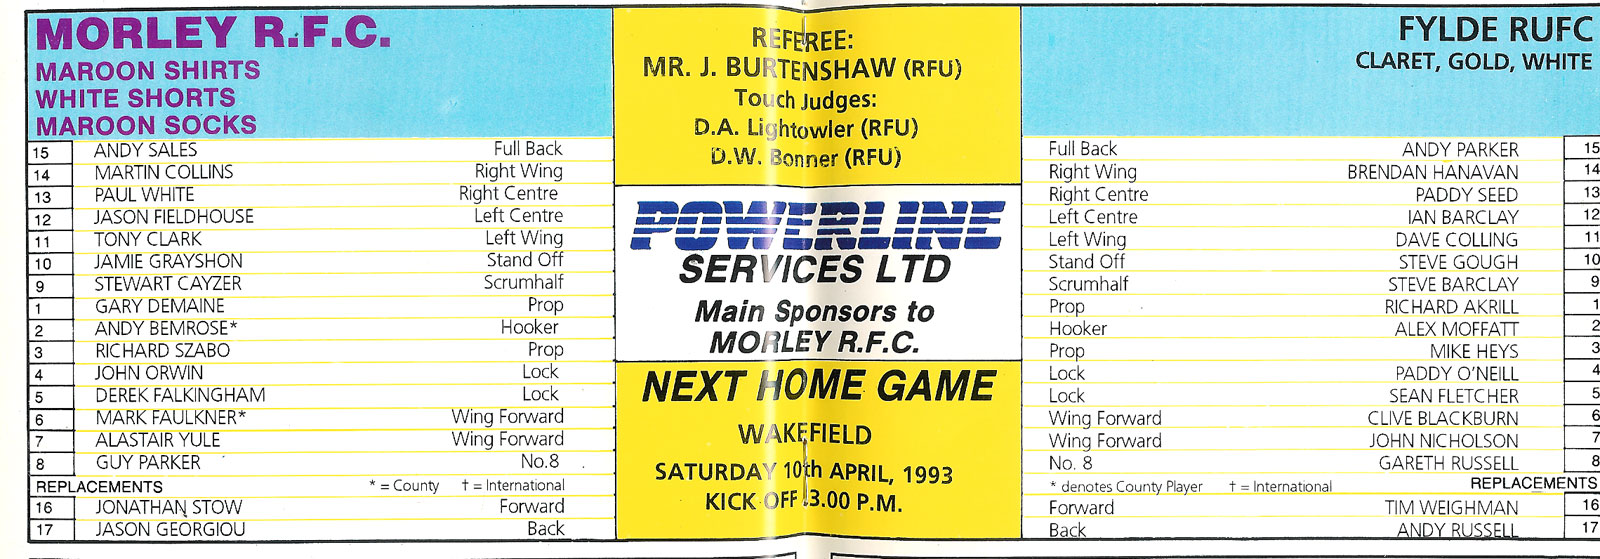 MORLEY R.F.C.
MAROON SHIRTS
WHITE SHORTS
MAROON SOCKS
15 ANDY SALES Full Back
14 MARTIN COLLINS Right Wing
13 PAUL WHITE Right Centre
12 JASON FIELDHOUSE Left Centre
11 TONY CLARK Left Wing
10 JAMIE GRAYSHON Stand Off
9 STEWART CAYZER Scrumhalf
1 GARY DEMAINE Prop
2 ANDY BEMROSE* Hooker
3 RICHARD SZABO Prop
4 JOHN ORWIN Lock
5 DEREK FALKINGHAM Lock
6 MARK FAULKNER* Wing Forward
7 ALASTAIR YULE Wing Forward
8 GUY PARKER No.8
REPLACEMENTS * = County † = International
16 JONATHAN STOW Forward
17 JASON GEORGIOU Back
REFEREE:
MR. J. BURTENSHAW (RFU)
Touch Judges:
D.A. Lightowler (RFU)
D.W. Bonner (RFU)
POWERLINE
SERVICES LTD
Main Sponsors to
MORLEY R.F.C.
NEXT HOME GAME
WAKEFIELD
SATURDAY 10th APRIL, 1993
KICK OFF 3.00 P.M.
FYLDE RUFC
CLARET, GOLD, WHITE
Full Back ANDY PARKER 15
Right Wing BRENDAN HANAVAN 14
Right Centre PADDY SEED 13
Left Centre IAN BARCLAY 12
Left Wing DAVE COLLING 11
Stand Off STEVE GOUGH 10
Scrumhalf STEVE BARCLAY 9
Prop RICHARD AKRILL 1
Hooker ALEX MOFFATT 2
Prop MIKE HEYS 3
Lock PADDY O'NEILL 4
Lock SEAN FLETCHER 5
Wing Forward CLIVE BLACKBURN 6
Wing Forward JOHN NICHOLSON 7
No. 8 GARETH RUSSELL 8
* denotes County Player † = International REPLACEMENTS
Forward TIM WEIGHMAN 16
Back ANDY RUSSELL 17